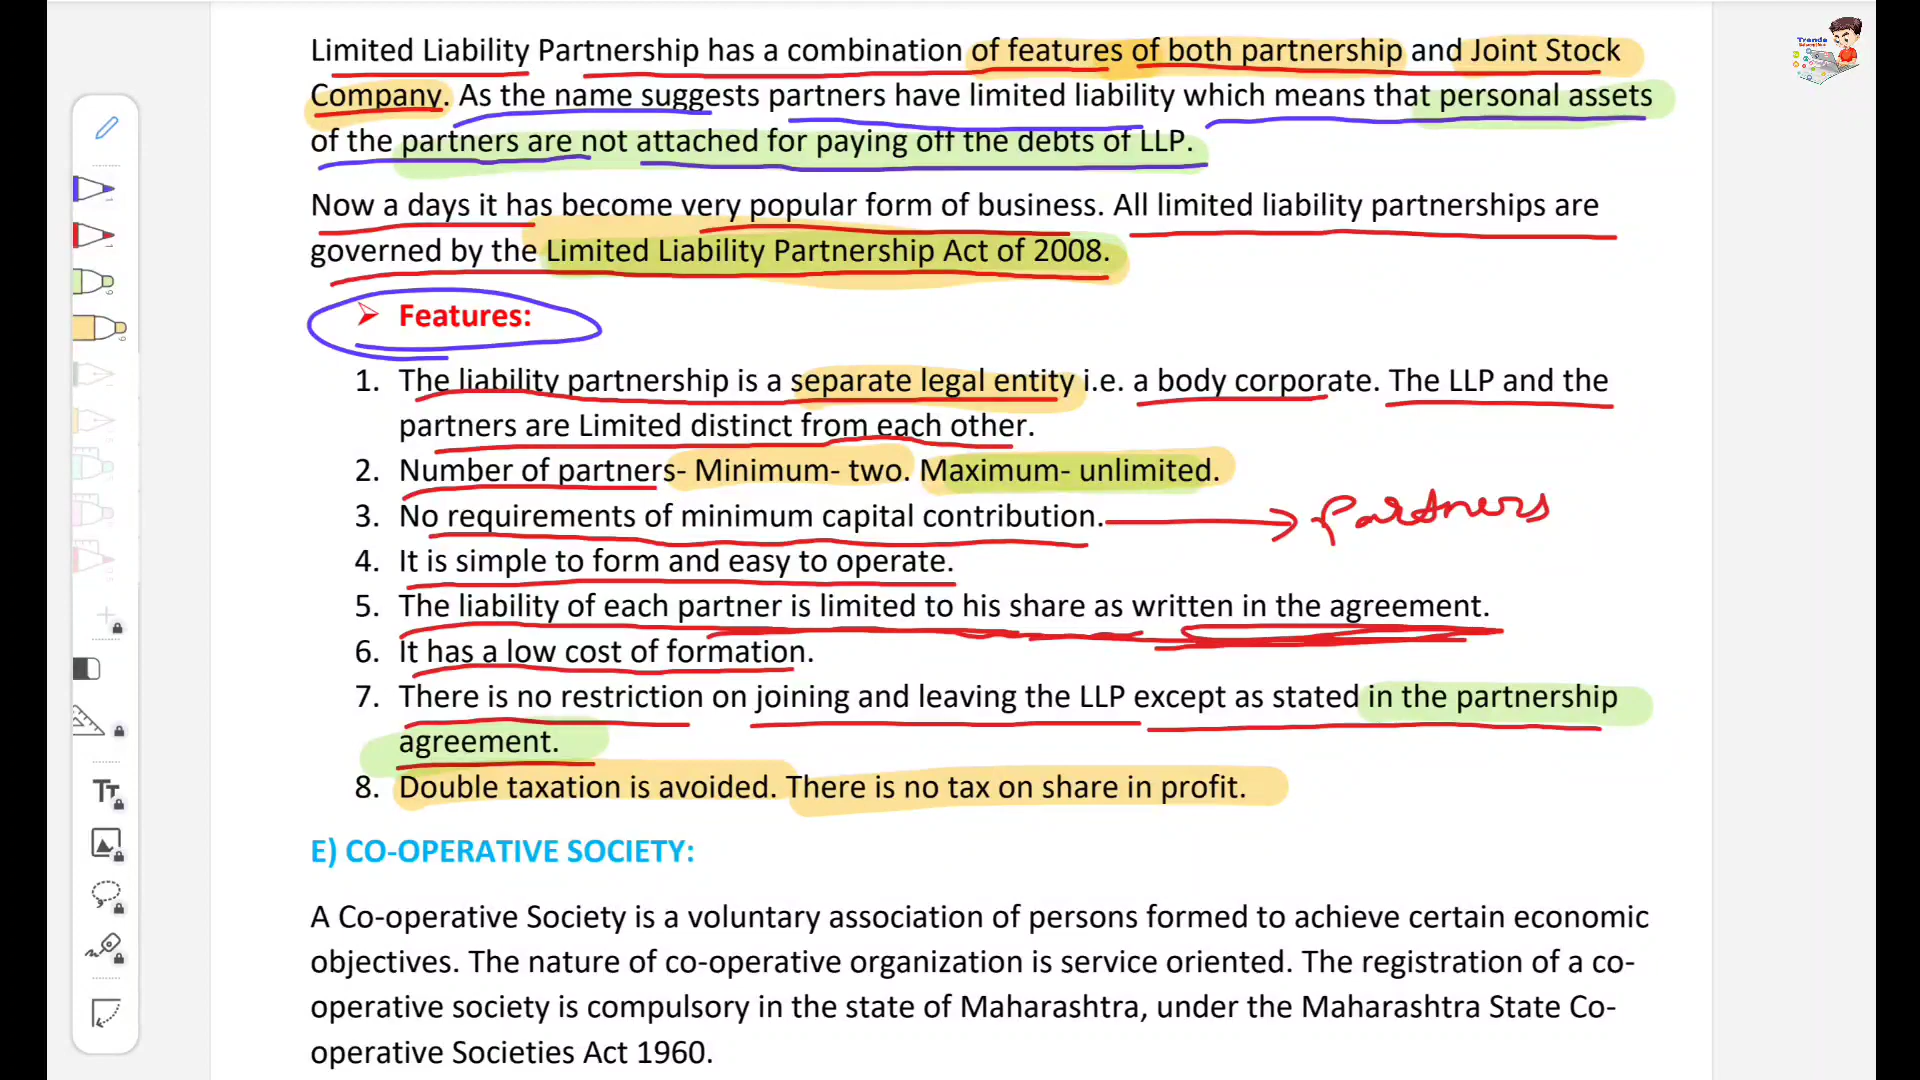 Limited Liability Partnership has a combination of features of both partnership and Joint Stock
Company. As the name suggests partners have limited liability which means that personal assets
of the partners are not attached for paying off the debts of LLP.
Now a days it has become very popular form of business. All limited liability partnerships are
governed by the Limited Liability Partnership Act of 2008.
Features:
1. The liability partnership is a separate legal entity i.e. a body corporate. The LLP and the
partners are Limited distinct from each other.
2. Number of partners- Minimum- two. Maximum- unlimited.
3. No requirements of minimum capital contribution. Partners
4. It is simple to form and easy to operate.
5. The liability of each partner is limited to his share as written in the agreement.
6. It has a low cost of formation.
7. There is no restriction on joining and leaving the LLP except as stated in the partnership
agreement.
8. Double taxation is avoided. There is no tax on share in profit.
E) CO-OPERATIVE SOCIETY:
A Co-operative Society is a voluntary association of persons formed to achieve certain economic
objectives. The nature of co-operative organization is service oriented. The registration of a co-
operative society is compulsory in the state of Maharashtra, under the Maharashtra State Co-
operative Societies Act 1960.